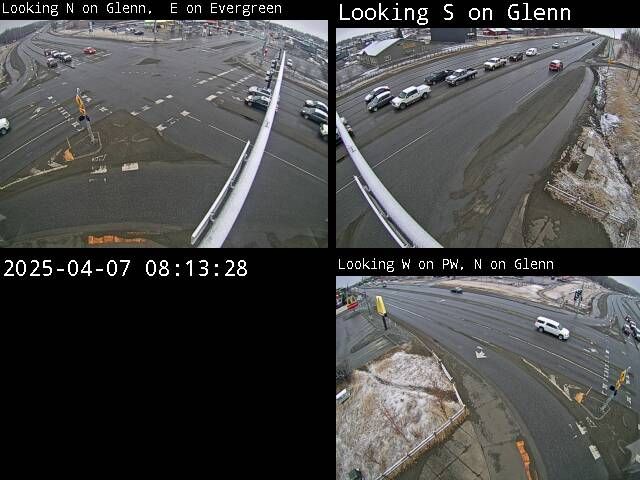 Looking N on Glenn,  E on Evergreen
Looking S on Glenn
2025-04-07 08:13:28
Looking W on PW, N on Glenn